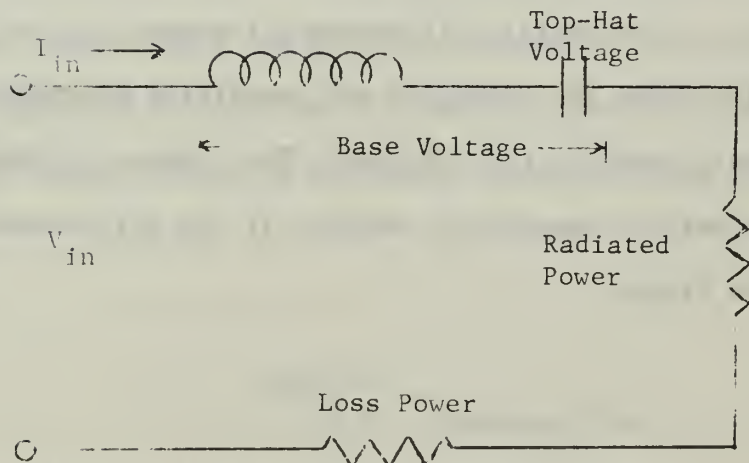 Top-Hat
Voltage
I in
Base Voltage
V in
Radiated
Power
Loss Power